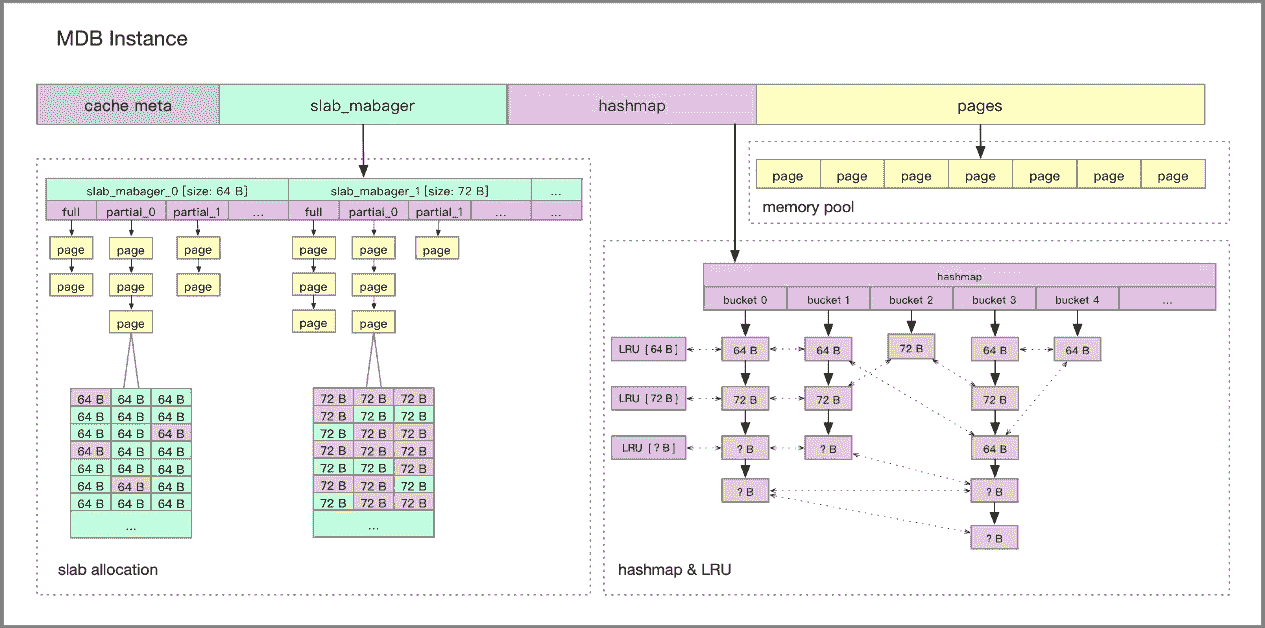 MDB Instance
cache meta slab_mabager hashmap pages
slab_mabager_0 [size: 64 B] slab_mabager_1 [size: 72 B] ...
full partial_0 partial_1 ... full partial_0 partial_1 ... ...
page page page page page page
page page page page page
page page page
64 B 64 B 64 B
64 B 64 B 64 B
64 B 64 B 64 B
64 B 64 B 64 B
64 B 64 B 64 B
64 B 64 B 64 B
64 B 64 B 64 B
...
72 B 72 B 72 B
72 B 72 B 72 B
72 B 72 B 72 B
72 B 72 B 72 B
72 B 72 B 72 B
72 B 72 B 72 B
72 B 72 B 72 B
...
slab allocation
page page page page page page page
memory pool
hashmap
bucket 0 bucket 1 bucket 2 bucket 3 bucket 4 ...
LRU [ 64 B ] 64 B 64 B 72 B 64 B 64 B
LRU [ 72 B ] 72 B 72 B 72 B
LRU [ ? B ] ? B ? B 64 B
? B ? B
? B
hashmap & LRU